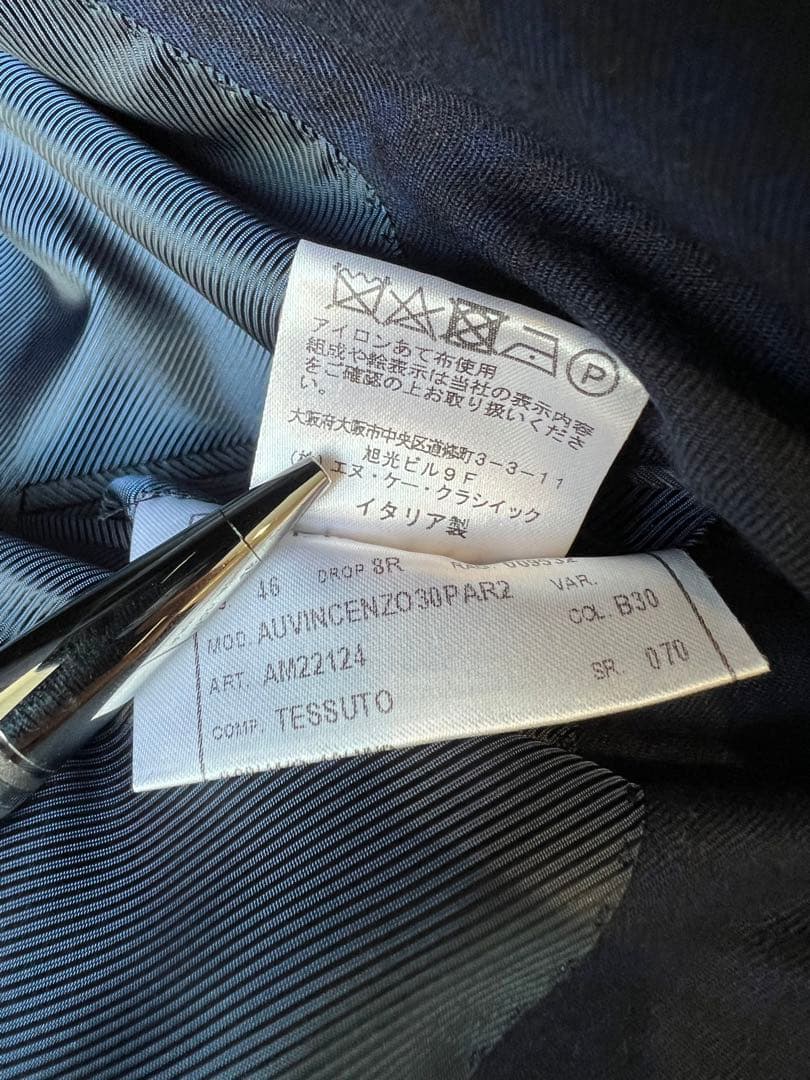 P
アイロンあて布使用
組成や絵表示は当社の表示内容
をご確認の上お取り扱いくださ
い。
大阪府大阪市中央区道修町3-3-11
旭光ビル9F
(株)エヌ・ケー・クラシイック
イタリア製
46 DROP 8R
MOD. AUVINCENZO30PAR2 VAR.
ART. AM22124 COL. B30
COMP. TESSUTO SR. 070